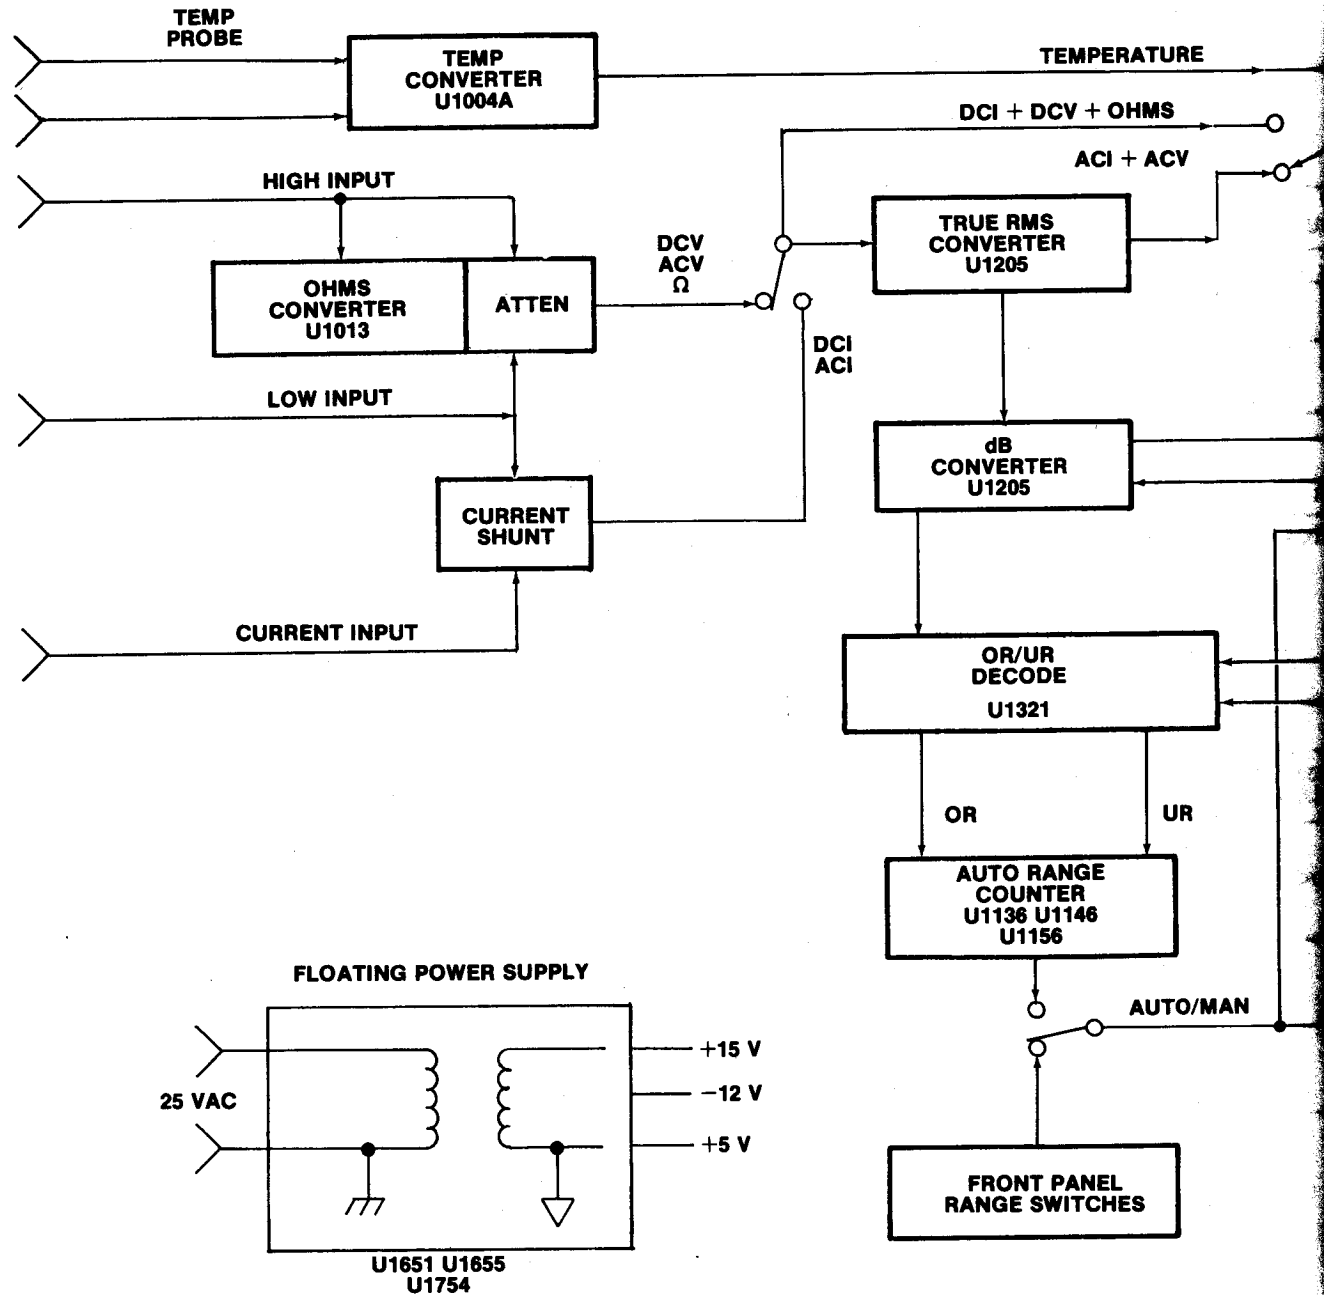 TEMP
PROBE
TEMP
CONVERTER
U1004A
TEMPERATURE
DCI + DCV + OHMS
ACI + ACV
HIGH INPUT
OHMS
CONVERTER
U1013
ATTEN
DCV
ACV
Ω
TRUE RMS
CONVERTER
U1205
DCI
ACI
LOW INPUT
dB
CONVERTER
U1205
CURRENT
SHUNT
CURRENT INPUT
OR/UR
DECODE
U1321
OR
UR
AUTO RANGE
COUNTER
U1136 U1146
U1156
AUTO/MAN
FRONT PANEL
RANGE SWITCHES
FLOATING POWER SUPPLY
25 VAC
+15 V
−12 V
+5 V
U1651 U1655
U1754